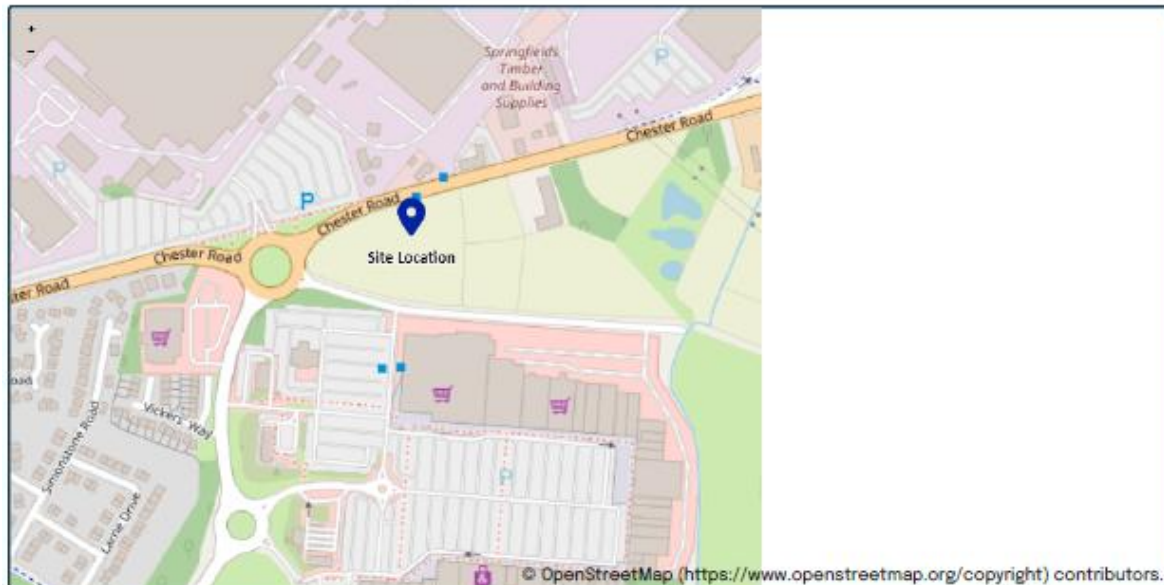 +
−
Springfields
Timber
and Building
Supplies
P
P
P
Chester Road
Chester Road
Chester Road
Site Location
ster Road
oad
Vickers' Way
Simonstone Road
Larne Drive
P
© OpenStreetMap (https://www.openstreetmap.org/copyright) contributors